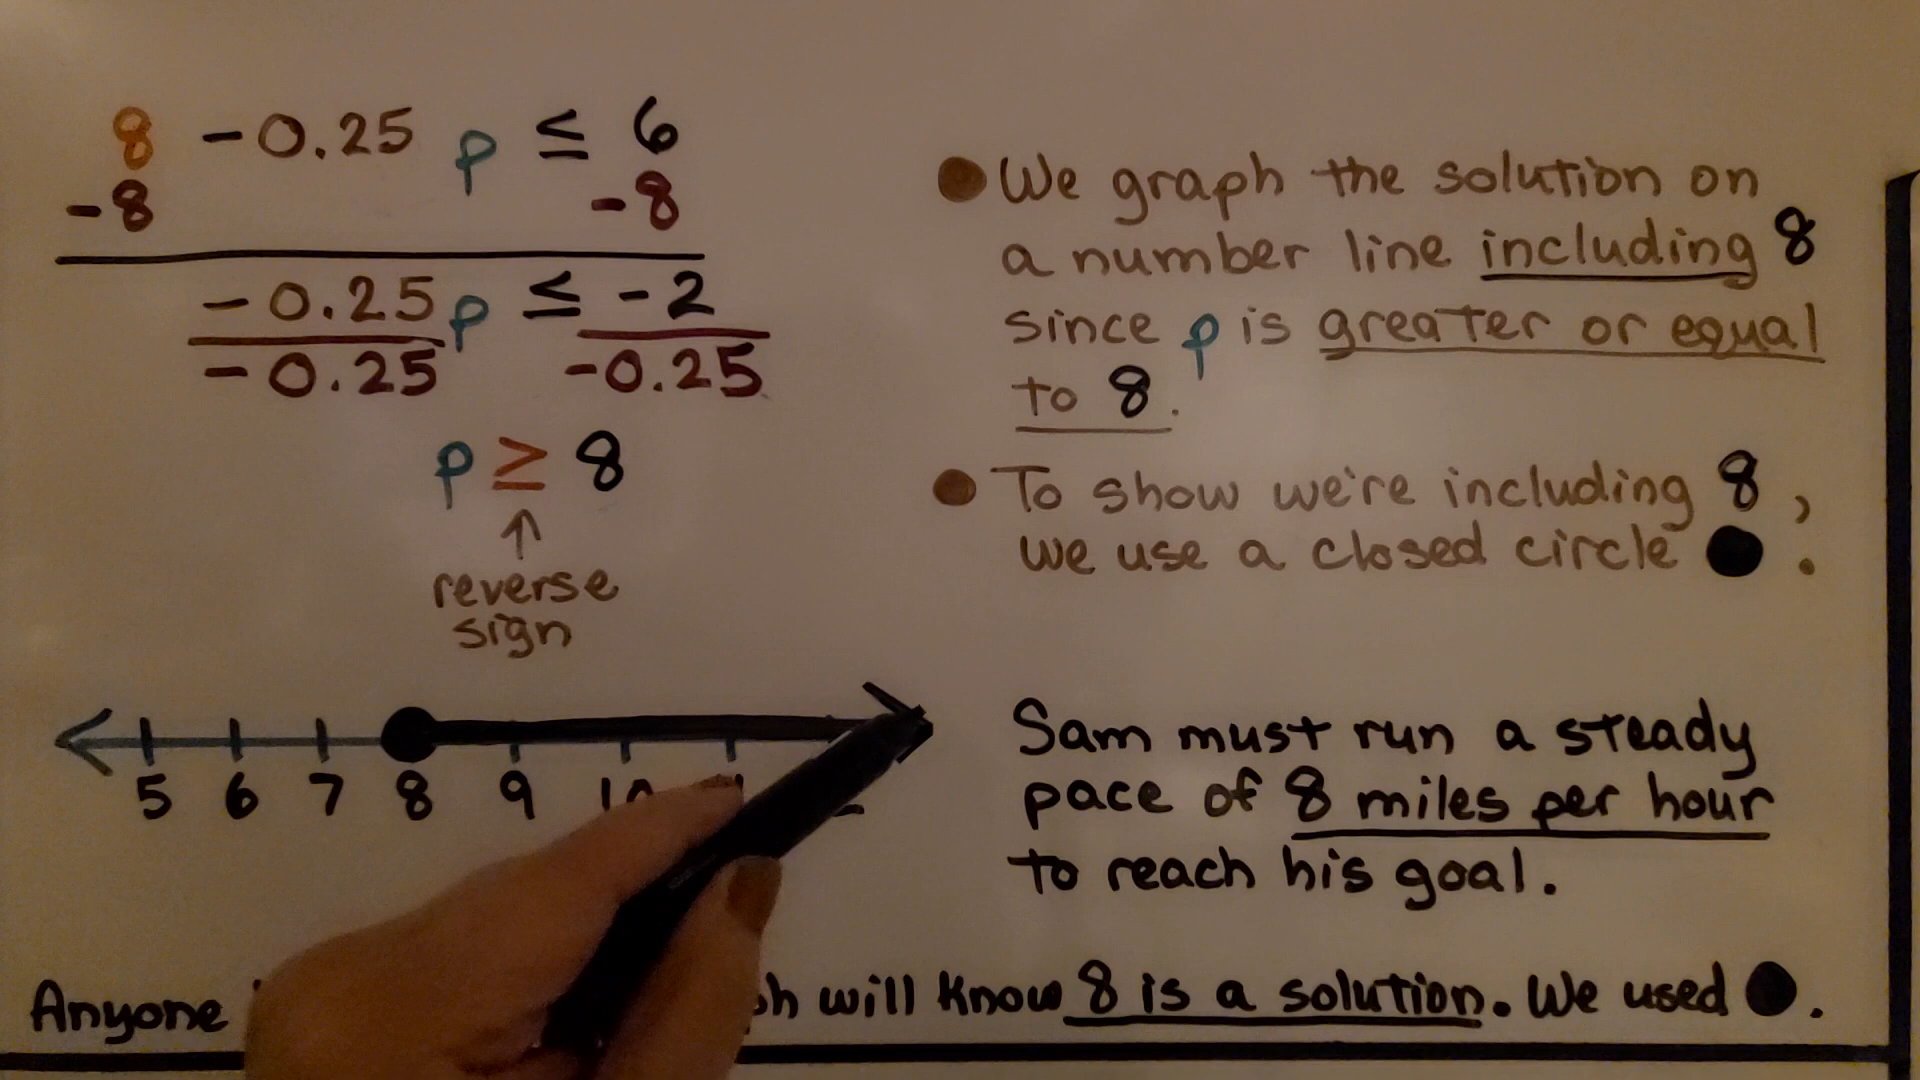 8 -0.25 p ≤ 6
-8 -8
-0.25 p ≤ -2
-0.25 -0.25
p ≥ 8
↑
reverse
sign
5 6 7 8 9
● We graph the solution on
a number line including 8
since p is greater or equal
to 8.
● To show we're including 8,
we use a closed circle ●.
Sam must run a steady
pace of 8 miles per hour
to reach his goal.
Anyone will know 8 is a solution. We used ●.